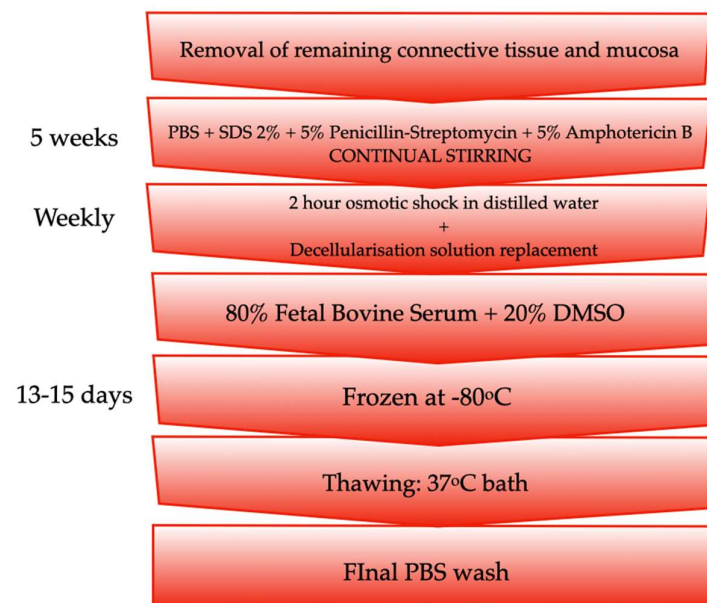 Removal of remaining connective tissue and mucosa
5 weeks
PBS + SDS 2% + 5% Penicillin-Streptomycin + 5% Amphotericin B
CONTINUAL STIRRING
Weekly
2 hour osmotic shock in distilled water
+
Decellularisation solution replacement
80% Fetal Bovine Serum + 20% DMSO
13-15 days
Frozen at -80ºC
Thawing: 37ºC bath
FInal PBS wash